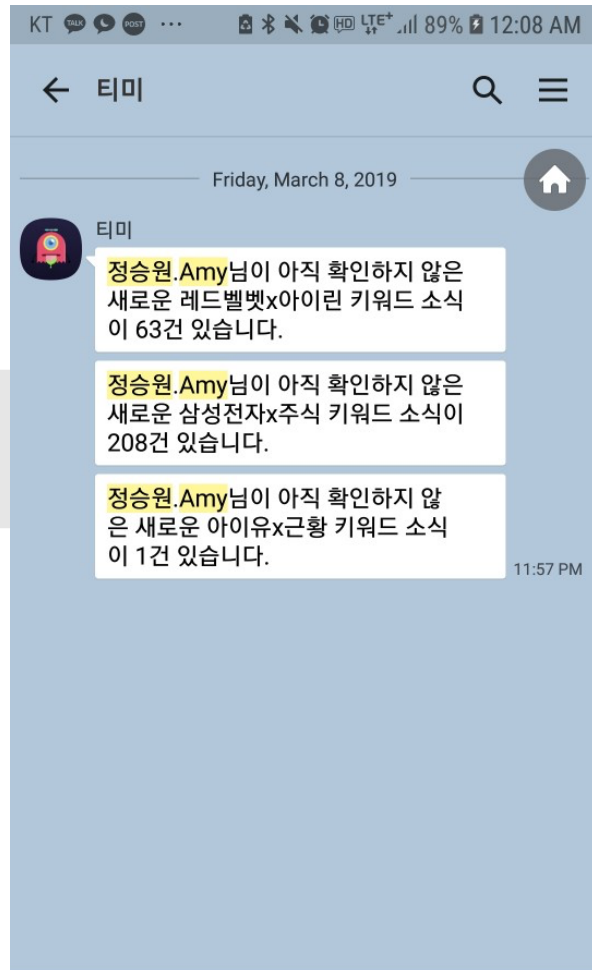 KT TALK POST ... HD LTE+ 89% 12:08 AM
티미
Friday, March 8, 2019
티미
정승원.Amy님이 아직 확인하지 않은
새로운 레드벨벳x아이린 키워드 소식
이 63건 있습니다.
정승원.Amy님이 아직 확인하지 않은
새로운 삼성전자x주식 키워드 소식이
208건 있습니다.
정승원.Amy님이 아직 확인하지 않
은 새로운 아이유x근황 키워드 소식
이 1건 있습니다.
11:57 PM